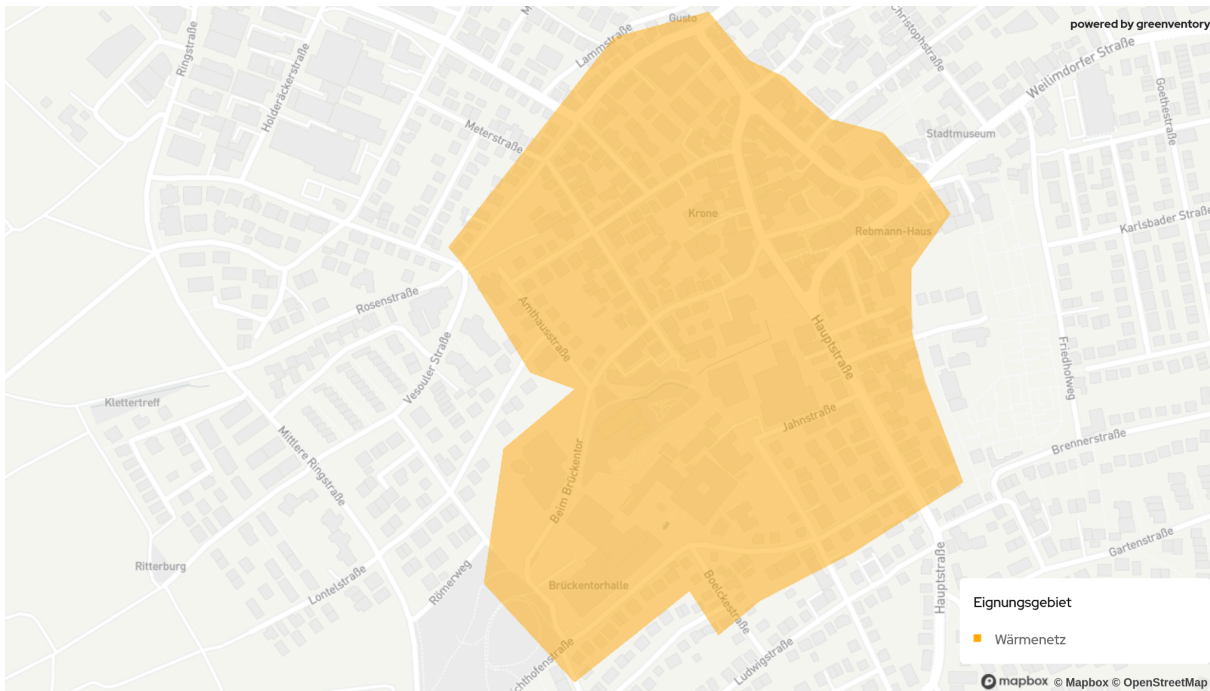 Gusto
powered by greenventory
Christophstraße
Lammstraße
Ringstraße
Holderäckerstraße
Weilimdorfer Straße
Goethestraße
Meterstraße
Stadtmuseum
Krone
Rebmann-Haus
Karlsbader Straße
Rosenstraße
Amthausstraße
Hauptstraße
Vesouler Straße
Friedhofweg
Klettertreff
Jahnstraße
Mittlere Ringstraße
Brennerstraße
Beim Brückentor
Gartenstraße
Ritterburg
Lontelstraße
Römerweg
Brückentorhalle
Boelckestraße
Hauptstraße
Eignungsgebiet
Wärmenetz
Ludwigstraße
mapbox © Mapbox © OpenStreetMap